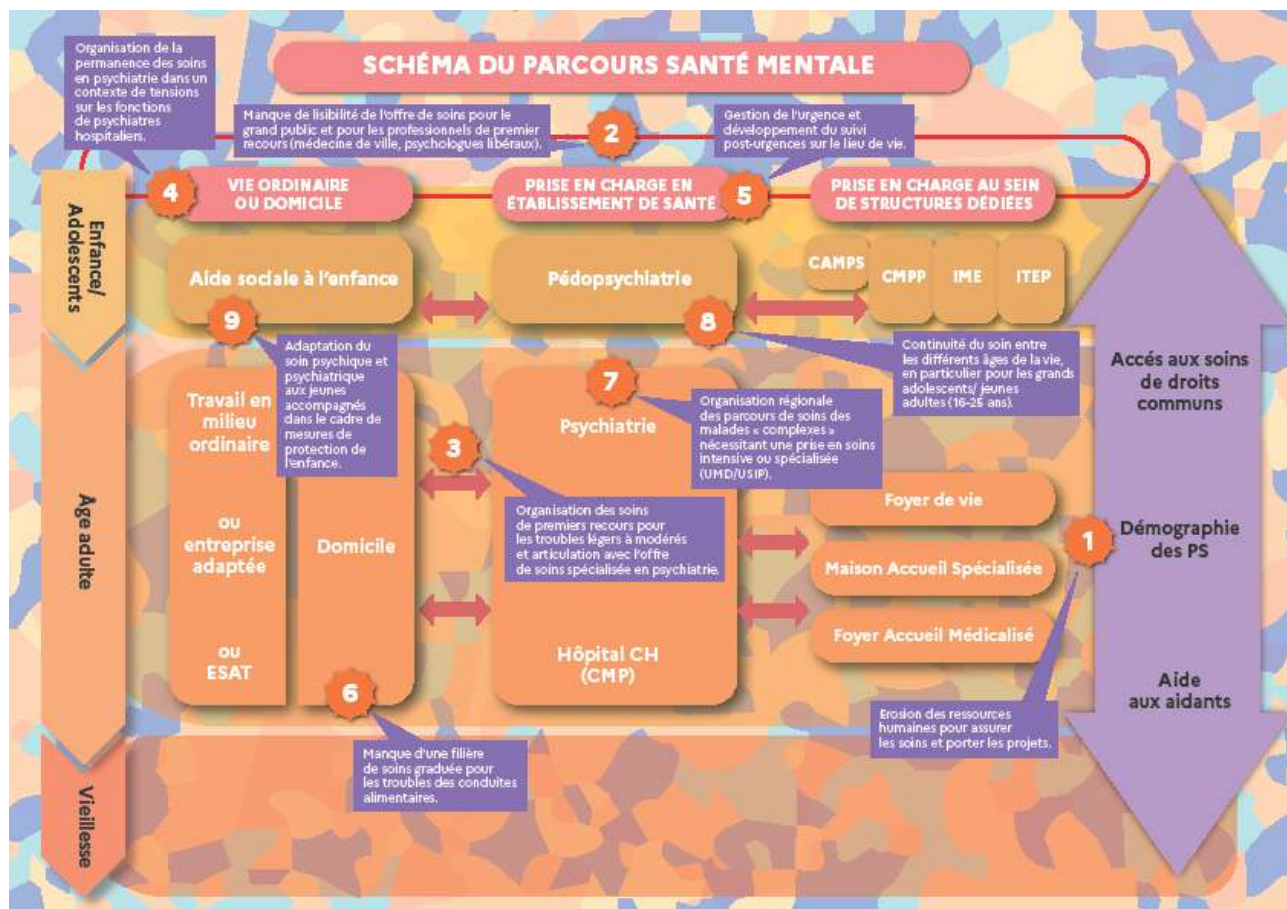 SCHÉMA DU PARCOURS SANTÉ MENTALE
Organisation de la
permanence des soins
en psychiatrie dans un
contexte de tensions
sur les fonctions
de psychiatres
hospitaliers.
Manque de lisibilité de l'offre de soins pour le
grand public et pour les professionnels de premier
recours (médecine de ville, psychologues libéraux).
2
Gestion de l'urgence et
développement du suivi
post-urgences sur le lieu de vie.
4
VIE ORDINAIRE
OU DOMICILE
PRISE EN CHARGE EN
ÉTABLISSEMENT DE SANTÉ
5
PRISE EN CHARGE AU SEIN
DE STRUCTURES DÉDIÉES
Enfance/
Adolescents
Aide sociale à l'enfance
Pédopsychiatrie
CAMPS
CMPP
IME
ITEP
9
8
Adaptation du
soin psychique et
psychiatrique
aux jeunes
accompagnés
dans le cadre de
mesures de
protection de
l'enfance.
Continuité du soin entre
les différents âges de la vie,
en particulier pour les grands
adolescents/ jeunes
adultes (16-25 ans).
7
Organisation régionale
des parcours de soins des
malades « complexes »
nécessitant une prise en soins
intensive ou spécialisée
(UMD/USIP).
Accés aux soins
de droits
communs
Âge adulte
Travail en
milieu
ordinaire
ou
entreprise
adaptée
ou
ESAT
Domicile
3
Psychiatrie
Organisation des soins
de premiers recours pour
les troubles légers à modérés
et articulation avec l'offre
de soins spécialisée en psychiatrie.
Hôpital CH
(CMP)
Foyer de vie
Maison Accueil Spécialisée
Foyer Accueil Médicalisé
1
Démographie
des PS
6
Manque d'une filière
de soins graduée pour
les troubles des conduites
alimentaires.
Erosion des ressources
humaines pour assurer
les soins et porter les projets.
Aide
aux aidants
Vieillesse